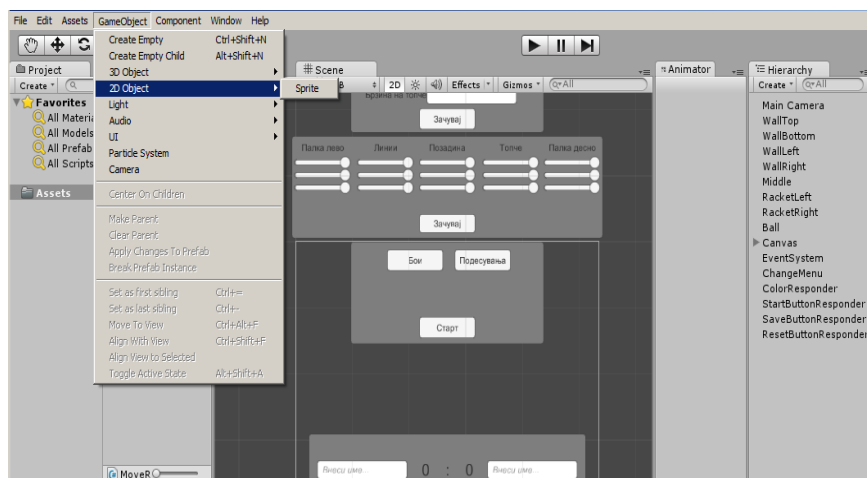 File Edit Assets GameObject Component Window Help
Create Empty Ctrl+Shift+N
Create Empty Child Alt+Shift+N
3D Object
2D Object
Light
Audio
UI
Particle System
Camera
Center On Children
Make Parent
Clear Parent
Apply Changes To Prefab
Break Prefab Instance
Set as first sibling Ctrl+=
Set as last sibling Ctrl+-
Move To View Ctrl+Alt+F
Align With View Ctrl+Shift+F
Align View to Selected
Toggle Active State Alt+Shift+A
Sprite
Project
Create
Favorites
All Materia
All Models
All Prefab
All Scripts
Assets
MoveR
Scene
2D Effects Gizmos All
Брзина на топче
Зачувај
Палка лево Линии Позадина Топче Палка десно
Зачувај
Бои Подесувања
Старт
Внеси име... 0 : 0 Внеси име...
Animator
Hierarchy
Create All
Main Camera
WallTop
WallBottom
WallLeft
WallRight
Middle
RacketLeft
RacketRight
Ball
Canvas
EventSystem
ChangeMenu
ColorResponder
StartButtonResponder
SaveButtonResponder
ResetButtonResponder